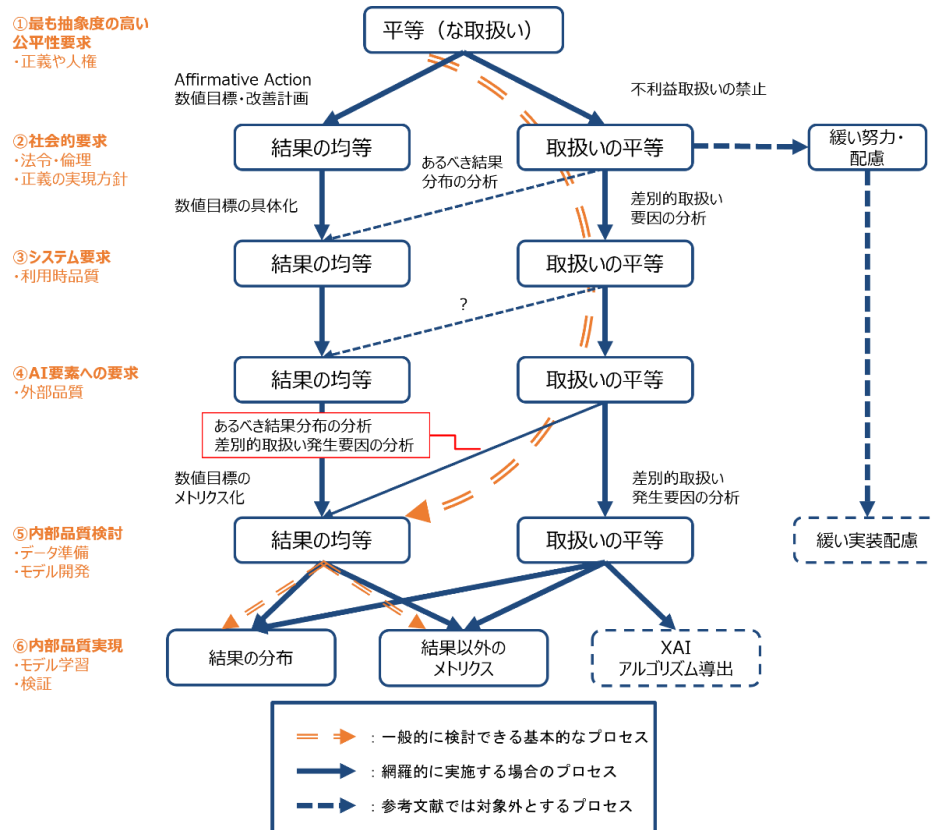 ①最も抽象度の高い
公平性要求
・正義や人権
平等（な取扱い）
Affirmative Action
数値目標・改善計画
不利益取扱いの禁止
②社会的要求
・法令・倫理
・正義の実現方針
結果の均等
取扱いの平等
緩い努力・
配慮
あるべき結果
分布の分析
数値目標の具体化
差別的取扱い
要因の分析
③システム要求
・利用時品質
結果の均等
取扱いの平等
？
④AI要素への要求
・外部品質
結果の均等
取扱いの平等
あるべき結果分布の分析
差別的取扱い発生要因の分析
数値目標の
メトリクス化
差別的取扱い
発生要因の分析
⑤内部品質検討
・データ準備
・モデル開発
結果の均等
取扱いの平等
緩い実装配慮
⑥内部品質実現
・モデル学習
・検証
結果の分布
結果以外の
メトリクス
XAI
アルゴリズム導出
：一般的に検討できる基本的なプロセス
：網羅的に実施する場合のプロセス
：参考文献では対象外とするプロセス